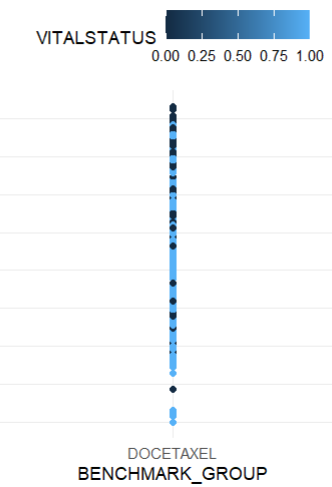 VITALSTATUS
0.00 0.25 0.50 0.75 1.00
DOCETAXEL
BENCHMARK_GROUP